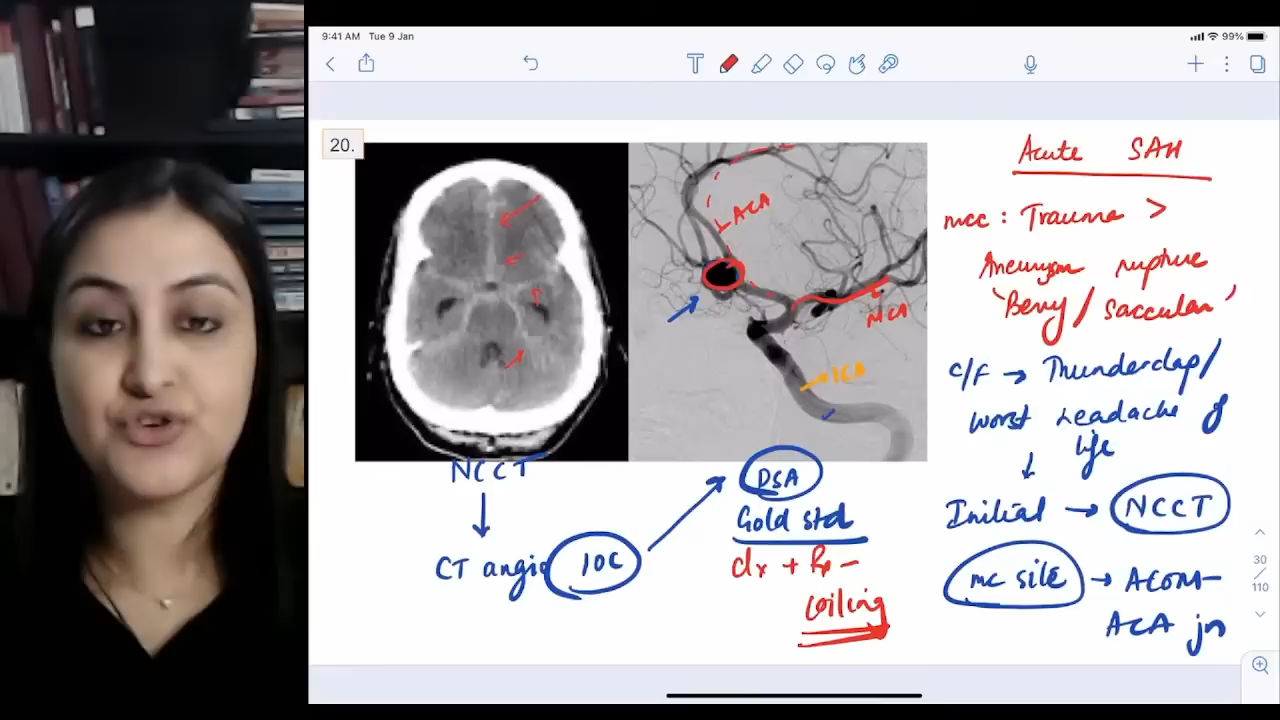 9:41 AM Tue 9 Jan
99%
20.
ACA
MCA
ICA
NCCT
CT angio IOC
DSA
Gold std
dx + Rx -
coiling
Acute SAH
mcc : Trauma >
Aneurysm rupture
'Berry / Saccular'
C/F → Thunderclap/
worst headache of
life
↓
Initial → NCCT
mc site → ACOM-
ACA jn
30
/
110